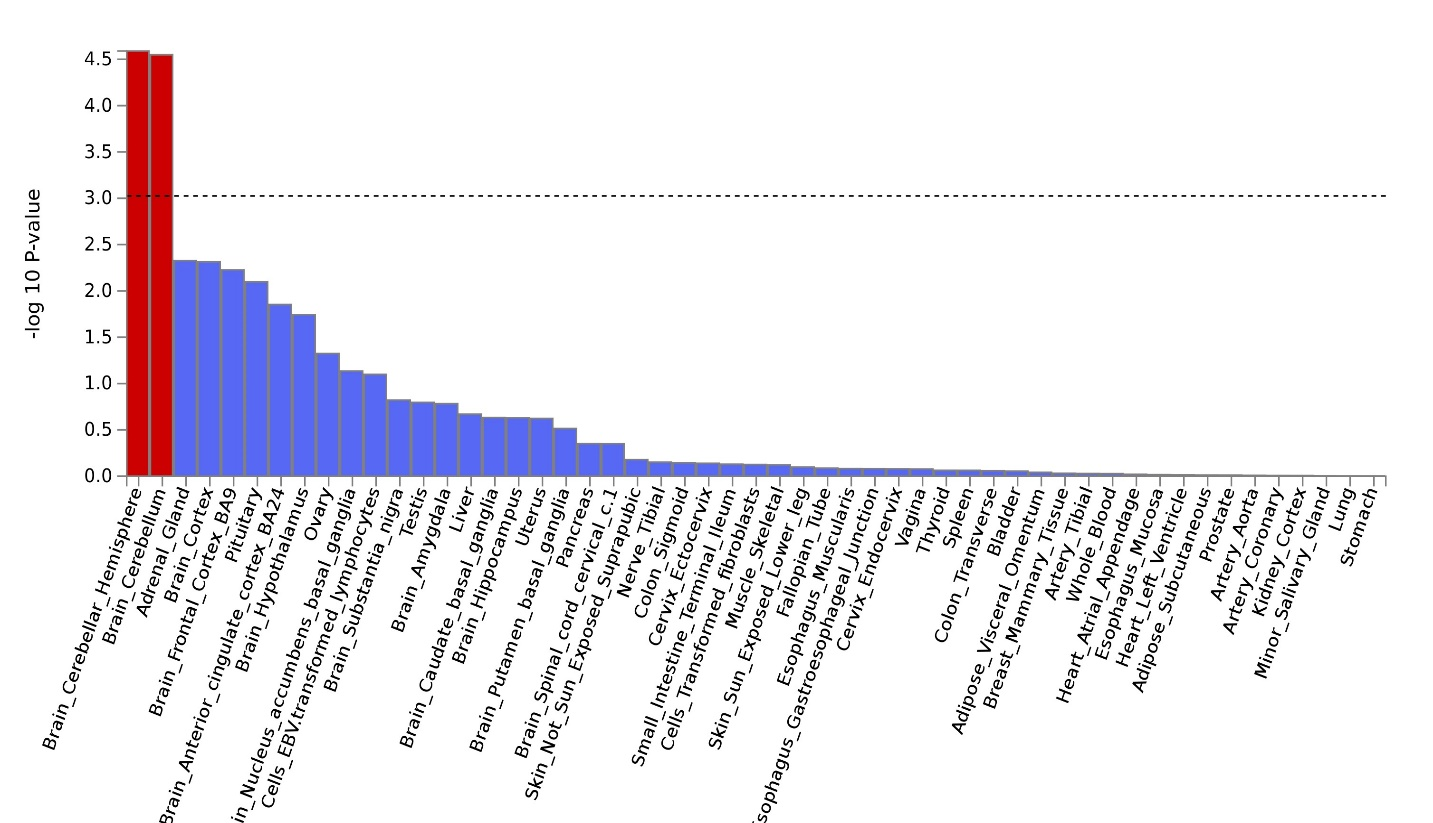 4.5
4.0
3.5
3.0
2.5
2.0
1.5
1.0
0.5
0.0
-log 10 P-value
Brain_Cerebellar_Hemisphere
Brain_Cerebellum
Adrenal_Gland
Brain_Cortex
Brain_Frontal_Cortex_BA9
Pituitary
Brain_Anterior_cingulate_cortex_BA24
Brain_Hypothalamus
Ovary
in_Nucleus_accumbens_basal_ganglia
Cells_EBV.transformed_lymphocytes
Brain_Substantia_nigra
Testis
Brain_Amygdala
Liver
Brain_Caudate_basal_ganglia
Brain_Hippocampus
Uterus
Brain_Putamen_basal_ganglia
Pancreas
Brain_Spinal_cord_cervical_c.1
Skin_Not_Sun_Exposed_Suprapubic
Nerve_Tibial
Colon_Sigmoid
Cervix_Ectocervix
Small_Intestine_Terminal_Ileum
Cells_Transformed_fibroblasts
Muscle_Skeletal
Skin_Sun_Exposed_Lower_leg
Fallopian_Tube
Esophagus_Muscularis
Esophagus_Gastroesophageal_Junction
Cervix_Endocervix
Vagina
Thyroid
Spleen
Colon_Transverse
Bladder
Adipose_Visceral_Omentum
Breast_Mammary_Tissue
Artery_Tibial
Whole_Blood
Heart_Atrial_Appendage
Esophagus_Mucosa
Heart_Left_Ventricle
Adipose_Subcutaneous
Prostate
Artery_Aorta
Artery_Coronary
Kidney_Cortex
Minor_Salivary_Gland
Lung
Stomach